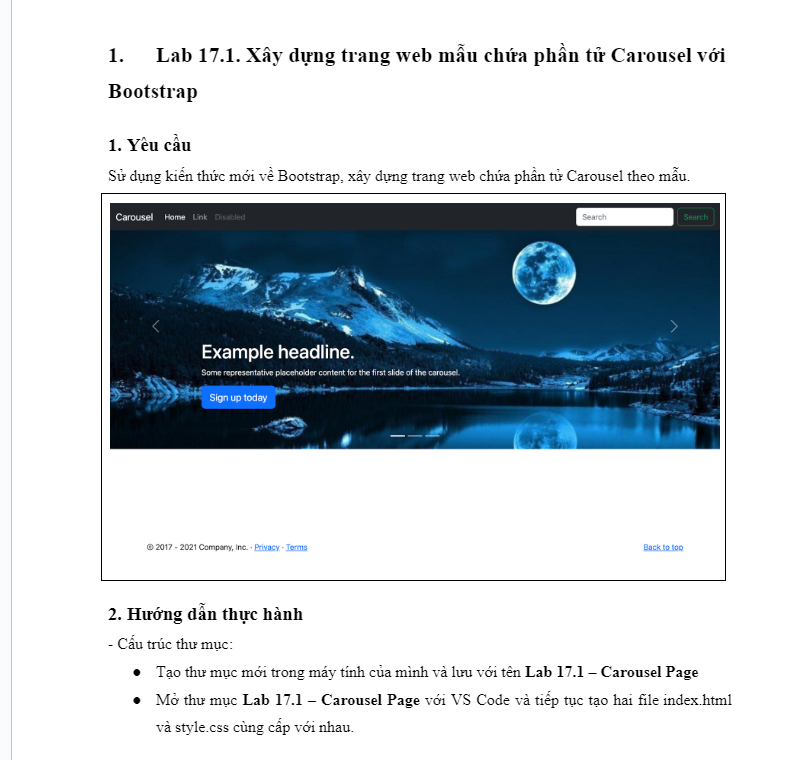 1. Lab 17.1. Xây dựng trang web mẫu chứa phần tử Carousel với
Bootstrap
1. Yêu cầu
Sử dụng kiến thức mới về Bootstrap, xây dựng trang web chứa phần tử Carousel theo mẫu.
Carousel Home Link Disabled Search Search
Example headline.
Some representative placeholder content for the first slide of the carousel.
Sign up today
© 2017 - 2021 Company, Inc. · Privacy · Terms Back to top
2. Hướng dẫn thực hành
- Cấu trúc thư mục:
● Tạo thư mục mới trong máy tính của mình và lưu với tên Lab 17.1 – Carousel Page
● Mở thư mục Lab 17.1 – Carousel Page với VS Code và tiếp tục tạo hai file index.html
và style.css cùng cấp với nhau.